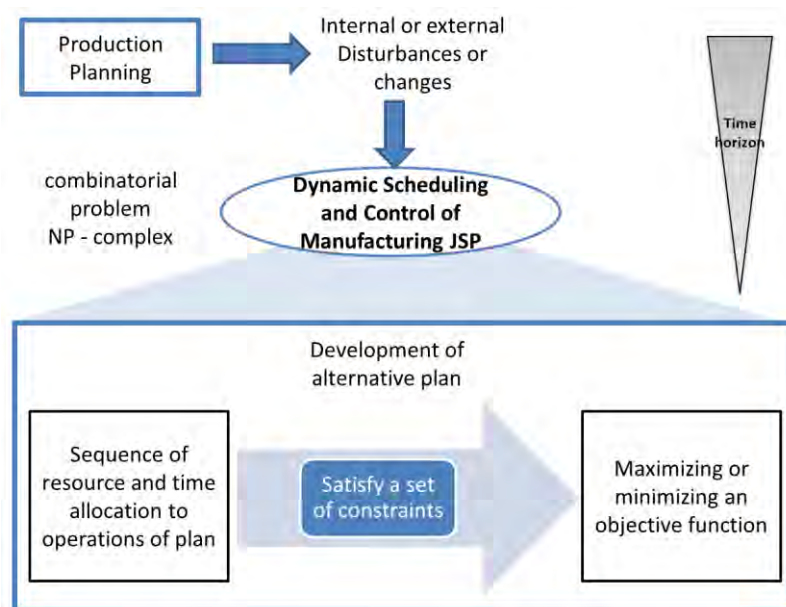 Production
Planning
Internal or external
Disturbances or
changes
Time
horizon
combinatorial
problem
NP - complex
Dynamic Scheduling
and Control of
Manufacturing JSP
Development of
alternative plan
Sequence of
resource and time
allocation to
operations of plan
Satisfy a set
of constraints
Maximizing or
minimizing an
objective function